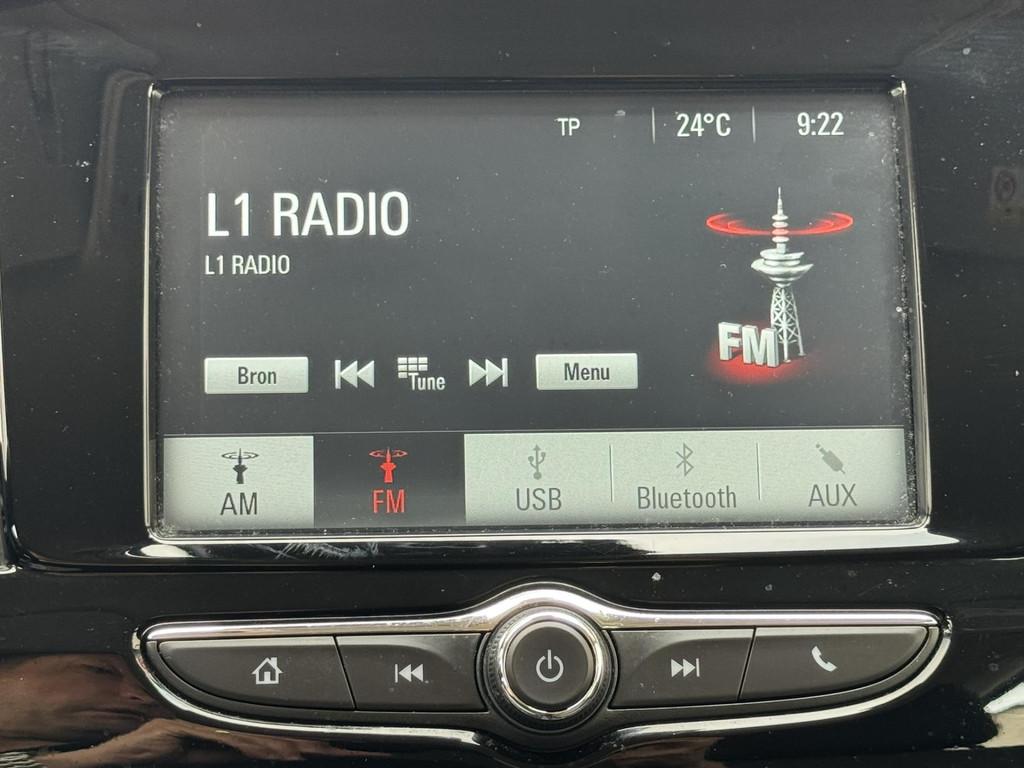 TP 24°C 9:22
L1 RADIO
L1 RADIO
FM
Bron Tune Menu
AM FM USB Bluetooth AUX